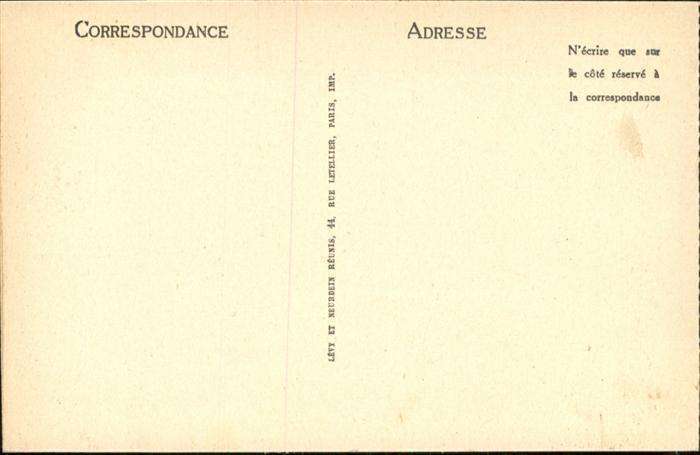 CORRESPONDANCE
ADRESSE
N'écrire que sur
le côté réservé à
la correspondance
LÉVY ET NEURDEIN RÉUNIS, 44, RUE LETELLIER, PARIS, IMP.